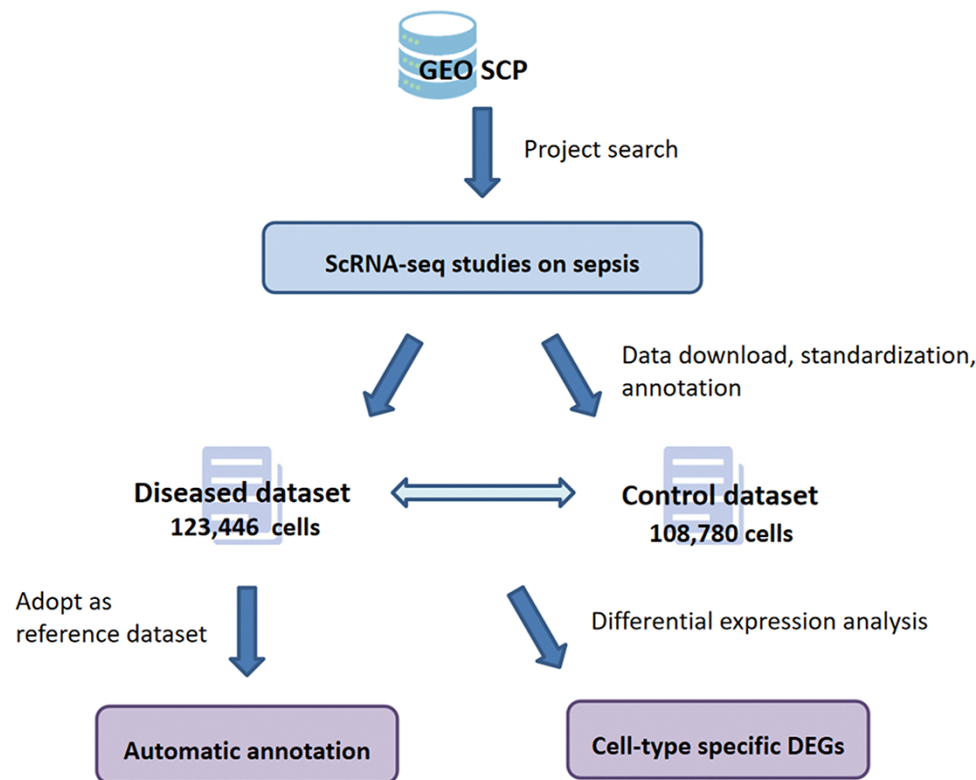 GEO SCP
Project search
ScRNA-seq studies on sepsis
Data download, standardization,
annotation
Diseased dataset
123,446 cells
Control dataset
108,780 cells
Adopt as
reference dataset
Differential expression analysis
Automatic annotation
Cell-type specific DEGs